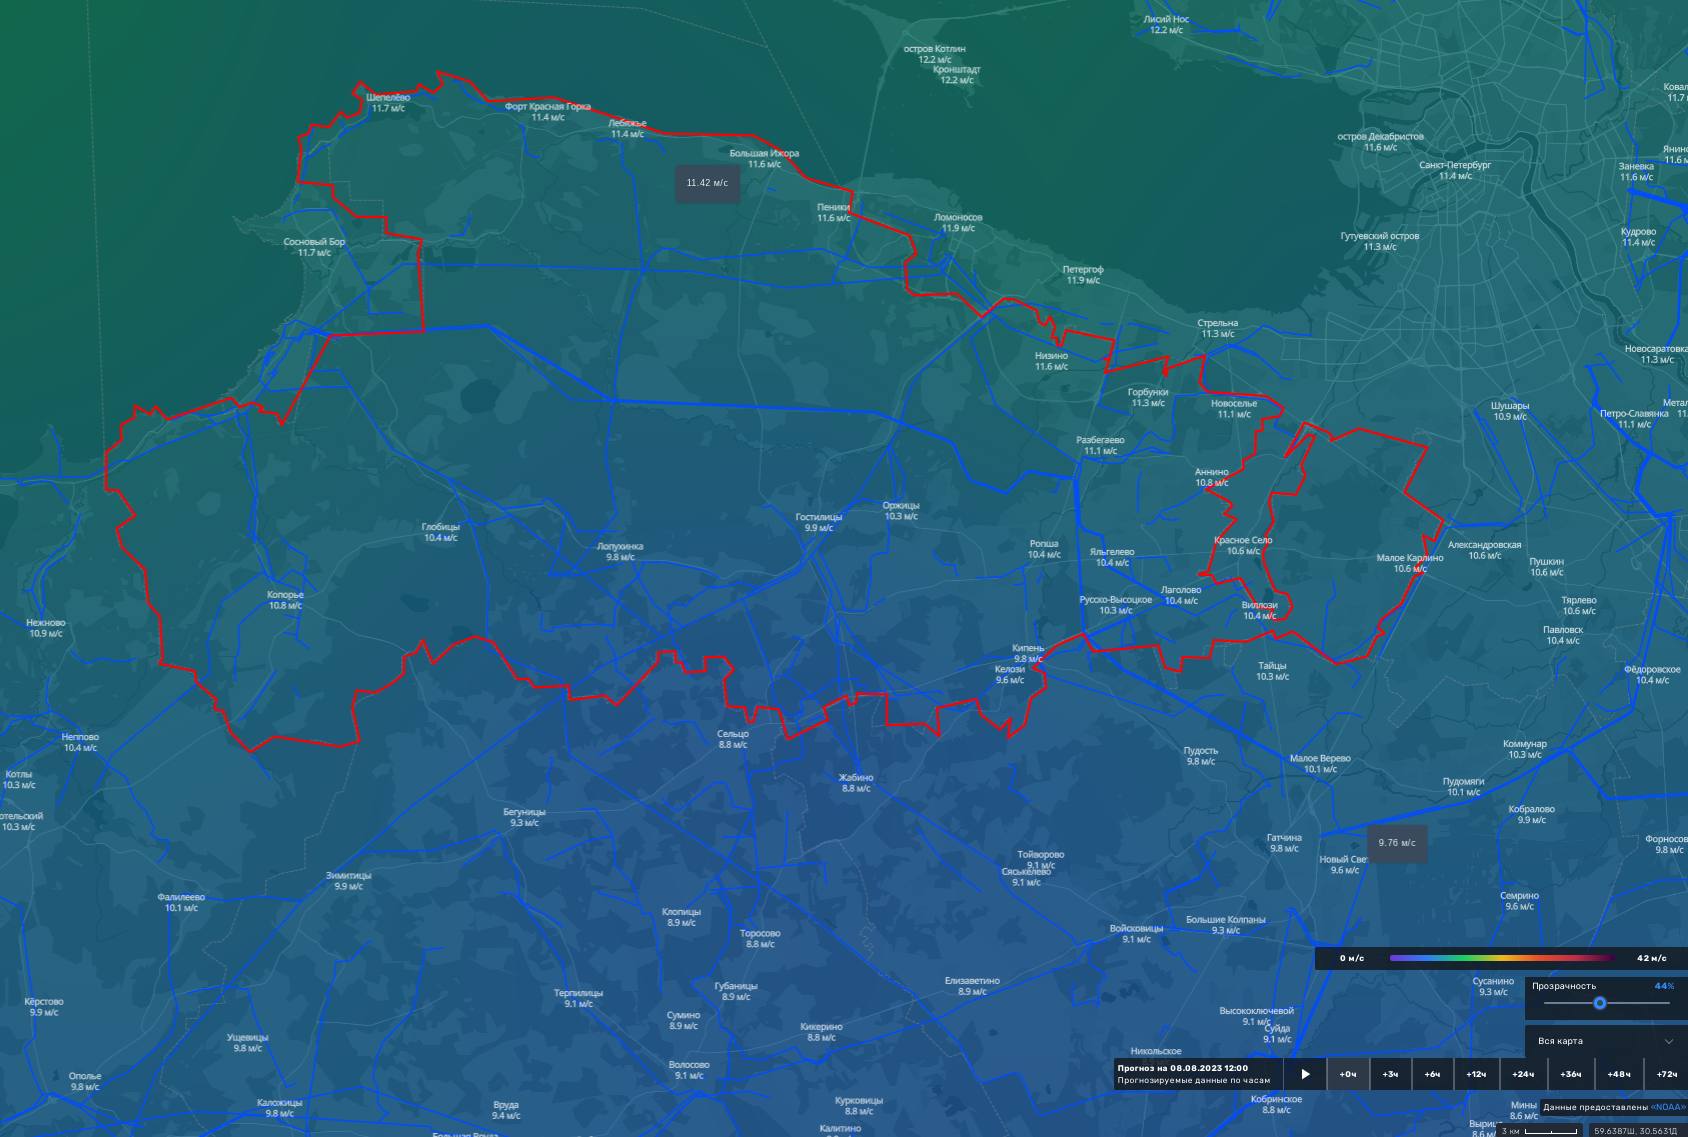 Лисий Нос
12.2 м/с
остров Котлин
12.2 м/с
Кронштадт
12.2 м/с
Шепелёво
11.7 м/с
Форт Красная Горка
11.4 м/с
Лебяжье
11.4 м/с
Большая Ижора
11.6 м/с
11.42 м/с
остров Декабристов
11.6 м/с
Санкт-Петербург
11.4 м/с
Заневка
11.6 м/с
Пеники
11.6 м/с
Ломоносов
11.9 м/с
Сосновый Бор
11.7 м/с
Гутуевский остров
11.3 м/с
Кудрово
11.4 м/с
Петергоф
11.9 м/с
Стрельна
11.3 м/с
Низино
11.6 м/с
Новосаратовка
11.3 м/с
Горбунки
11.3 м/с
Новоселье
11.1 м/с
Шушары
10.9 м/с
Петро-Славянка
11.1 м/с
Разбегаево
11.1 м/с
Аннино
10.8 м/с
Оржицы
10.3 м/с
Гостилицы
9.9 м/с
Глобицы
10.4 м/с
Лопухинка
9.8 м/с
Ропша
10.4 м/с
Яльгелево
10.4 м/с
Красное Село
10.6 м/с
Малое Карлино
10.6 м/с
Александровская
10.6 м/с
Пушкин
10.6 м/с
Копорье
10.8 м/с
Русско-Высоцкое
10.3 м/с
Лаголово
10.4 м/с
Виллози
10.4 м/с
Тярлево
10.6 м/с
Нежново
10.9 м/с
Павловск
10.4 м/с
Кипень
9.8 м/с
Келози
9.6 м/с
Тайцы
10.3 м/с
Фёдоровское
10.4 м/с
Неппово
10.4 м/с
Сельцо
8.8 м/с
Пудость
9.8 м/с
Малое Верево
10.1 м/с
Коммунар
10.3 м/с
Котлы
10.3 м/с
Жабино
8.8 м/с
Пудомяги
10.1 м/с
отельский
10.3 м/с
Бегуницы
9.3 м/с
Кобралово
9.9 м/с
Гатчина
9.8 м/с
9.76 м/с
Форносов
9.8 м/с
Тойворово
9.1 м/с
Сяськелево
9.1 м/с
Новый Све
9.6 м/с
Зимитицы
9.9 м/с
Фалилеево
10.1 м/с
Семрино
9.6 м/с
Клопицы
8.9 м/с
Торосово
8.8 м/с
Войсковицы
9.1 м/с
Большие Колпаны
9.3 м/с
0 м/с
42 м/с
Кёрстово
9.9 м/с
Терпилицы
9.1 м/с
Губаницы
8.9 м/с
Елизаветино
8.9 м/с
Сусанино
9.3 м/с
Прозрачность 44%
Сумино
8.9 м/с
Кикерино
8.8 м/с
Высокоключевой
9.1 м/с
Суйда
9.1 м/с
Ущевицы
9.8 м/с
Вся карта
Никольское
Волосово
9.1 м/с
Ополье
9.8 м/с
Прогноз на 08.08.2023 12:00
Прогнозируемые данные по часам
+0ч +3ч +6ч +12ч +24ч +36ч +48ч +72ч
Каложицы
9.8 м/с
Вруда
9.4 м/с
Курковицы
8.8 м/с
Кобринское
8.8 м/с
Мины
8.6 м/с
Данные предоставлены «NOAA»
Калитино
3 км
59.6387Ш, 30.5631Д